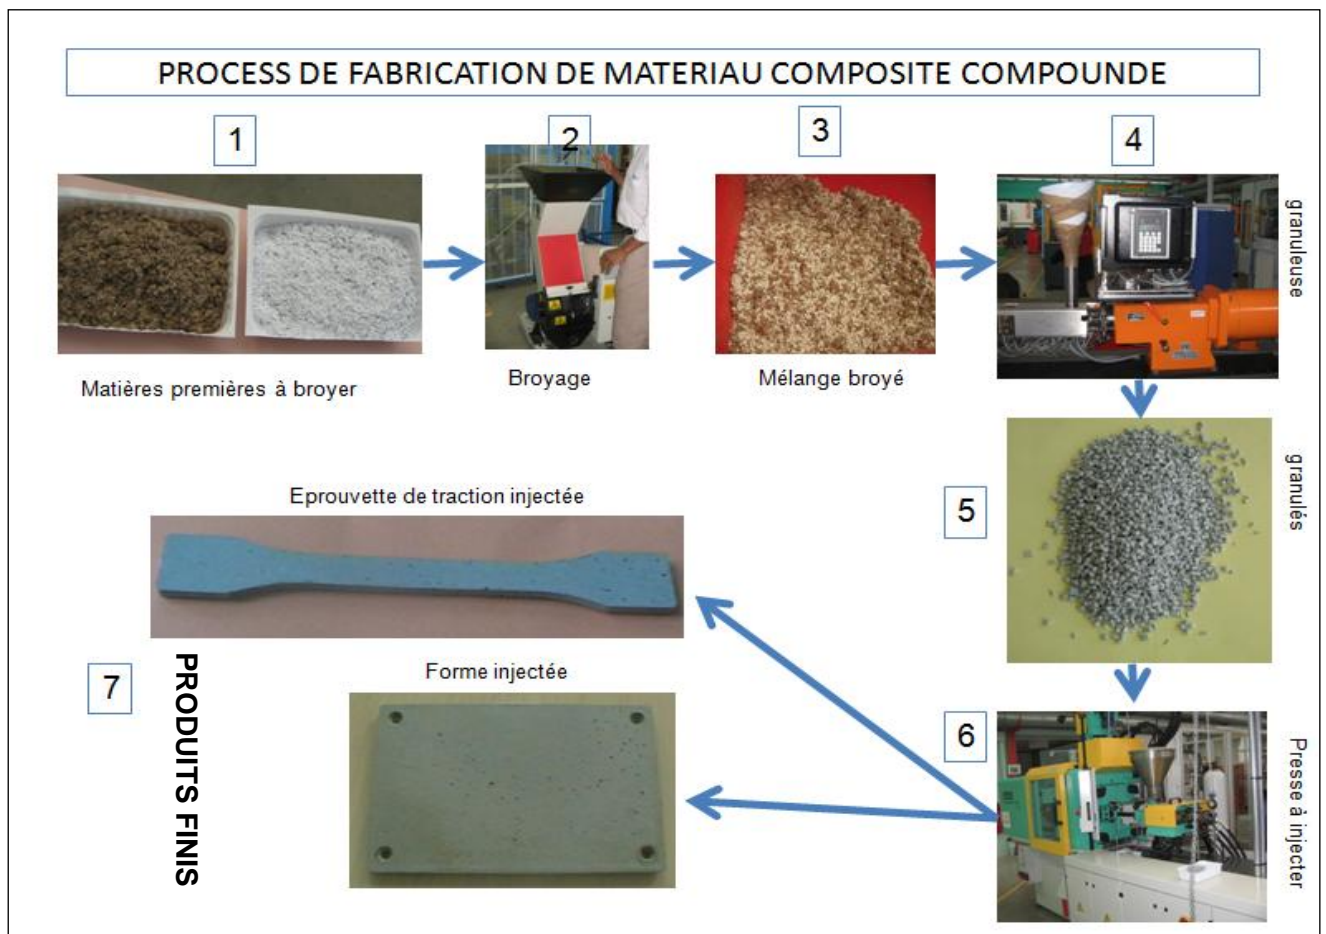 PROCESS DE FABRICATION DE MATERIAU COMPOSITE COMPOUNDE
1
2
3
4
Matières premières à broyer
Broyage
Mélange broyé
granuleuse
granulés
5
Eprouvette de traction injectée
Forme injectée
7
PRODUITS FINIS
6
Presse à injecter